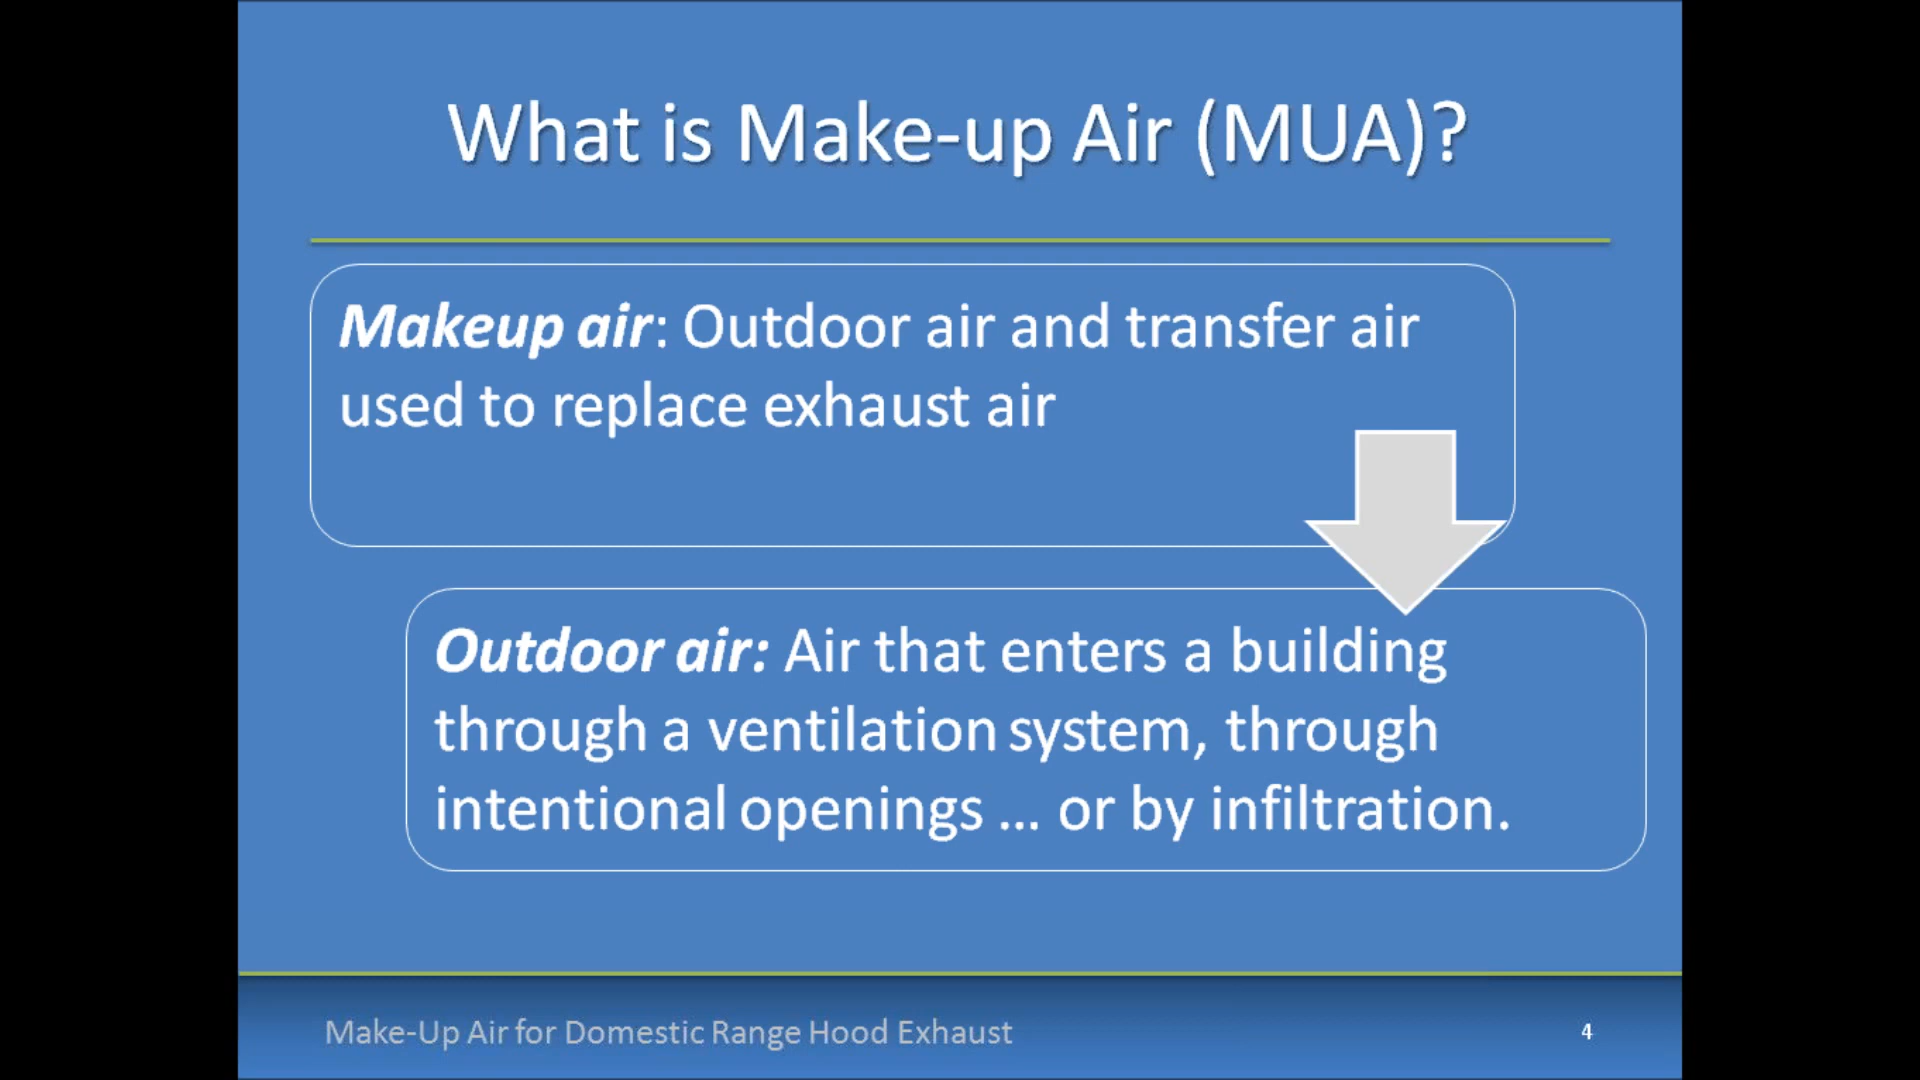 What is Make-up Air (MUA)?
Makeup air: Outdoor air and transfer air
used to replace exhaust air
Outdoor air: Air that enters a building
through a ventilation system, through
intentional openings ... or by infiltration.
Make-Up Air for Domestic Range Hood Exhaust
4